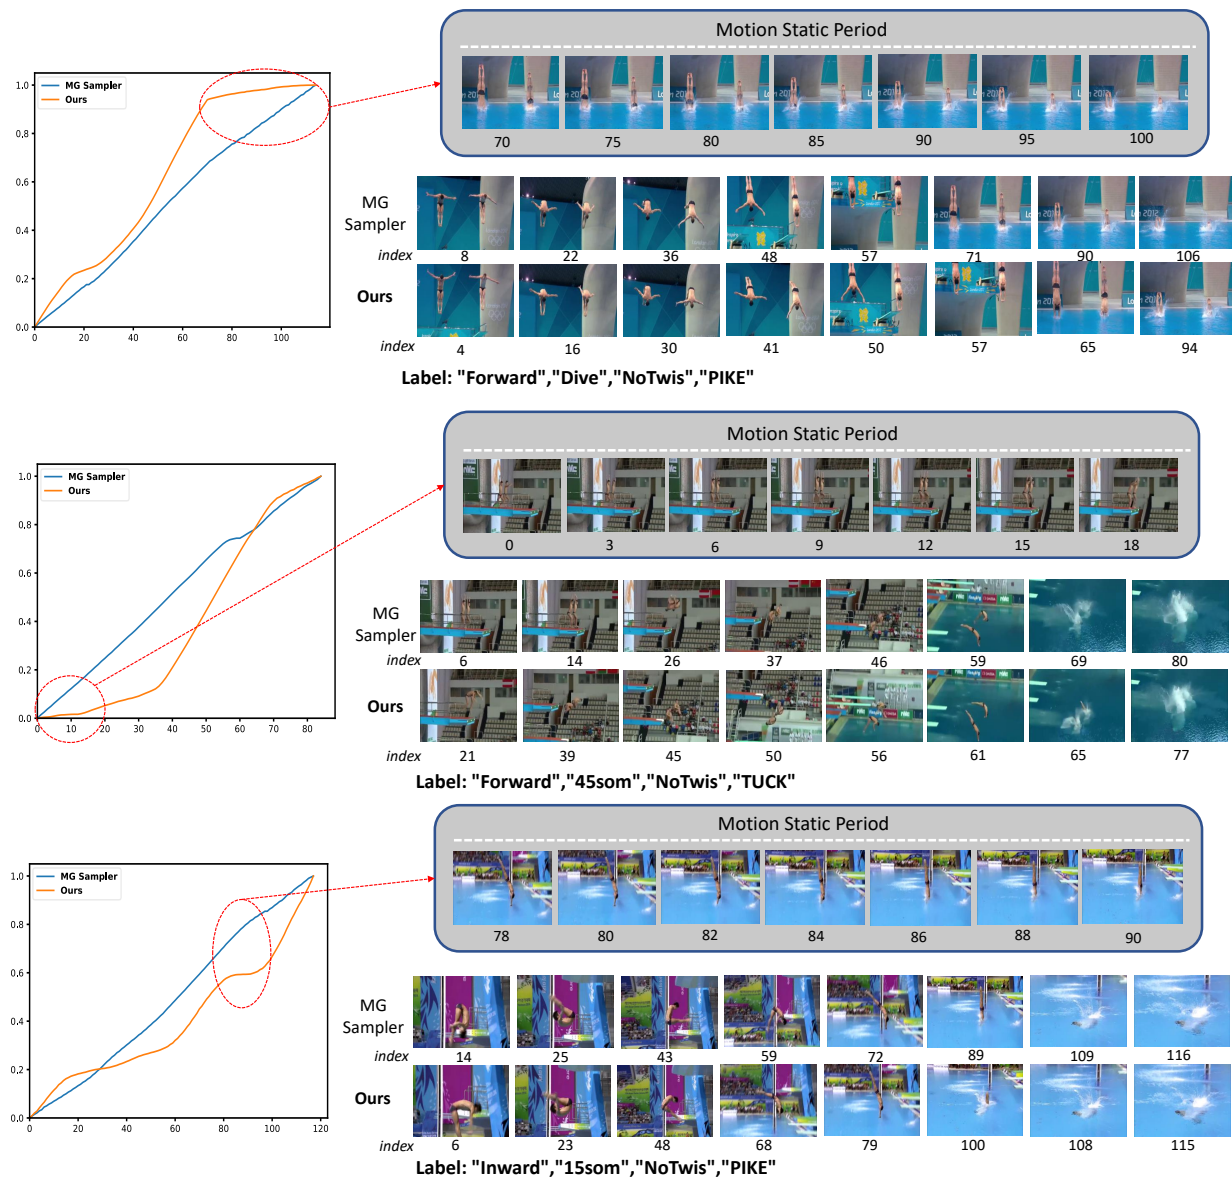 Motion Static Period
70 75 80 85 90 95 100
MG Sampler
Ours
1.0
0.8
0.6
0.4
0.2
0.0
0 20 40 60 80 100
MG
Sampler
index 8 22 36 48 57 71 90 106
Ours
index 4 16 30 41 50 57 65 94
Label: "Forward","Dive","NoTwis","PIKE"
Motion Static Period
0 3 6 9 12 15 18
MG Sampler
Ours
1.0
0.8
0.6
0.4
0.2
0.0
0 10 20 30 40 50 60 70 80
MG
Sampler
index 6 14 26 37 46 59 69 80
Ours
index 21 39 45 50 56 61 65 77
Label: "Forward","45som","NoTwis","TUCK"
Motion Static Period
78 80 82 84 86 88 90
MG Sampler
Ours
1.0
0.8
0.6
0.4
0.2
0.0
0 20 40 60 80 100 120
MG
Sampler
index 14 25 43 59 72 89 109 116
Ours
index 6 23 48 68 79 100 108 115
Label: "Inward","15som","NoTwis","PIKE"